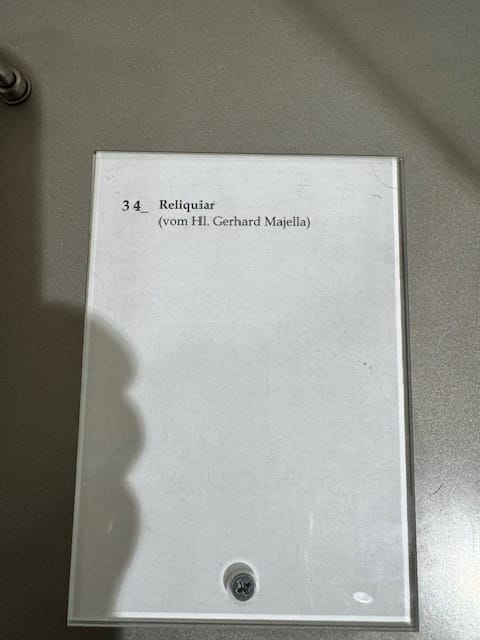 34_ Reliquiar
(vom Hl. Gerhard Majella)